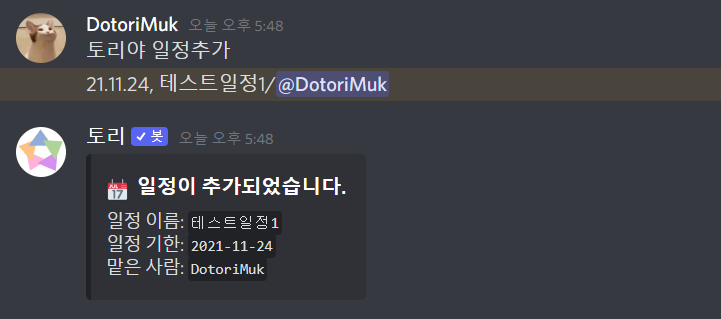 DotoriMuk 오늘 오후 5:48
토리야 일정추가
21.11.24, 테스트일정1/@DotoriMuk
토리 ✓ 봇 오늘 오후 5:48
JUL 17 일정이 추가되었습니다.
일정 이름: 테스트일정1
일정 기한: 2021-11-24
맡은 사람: DotoriMuk